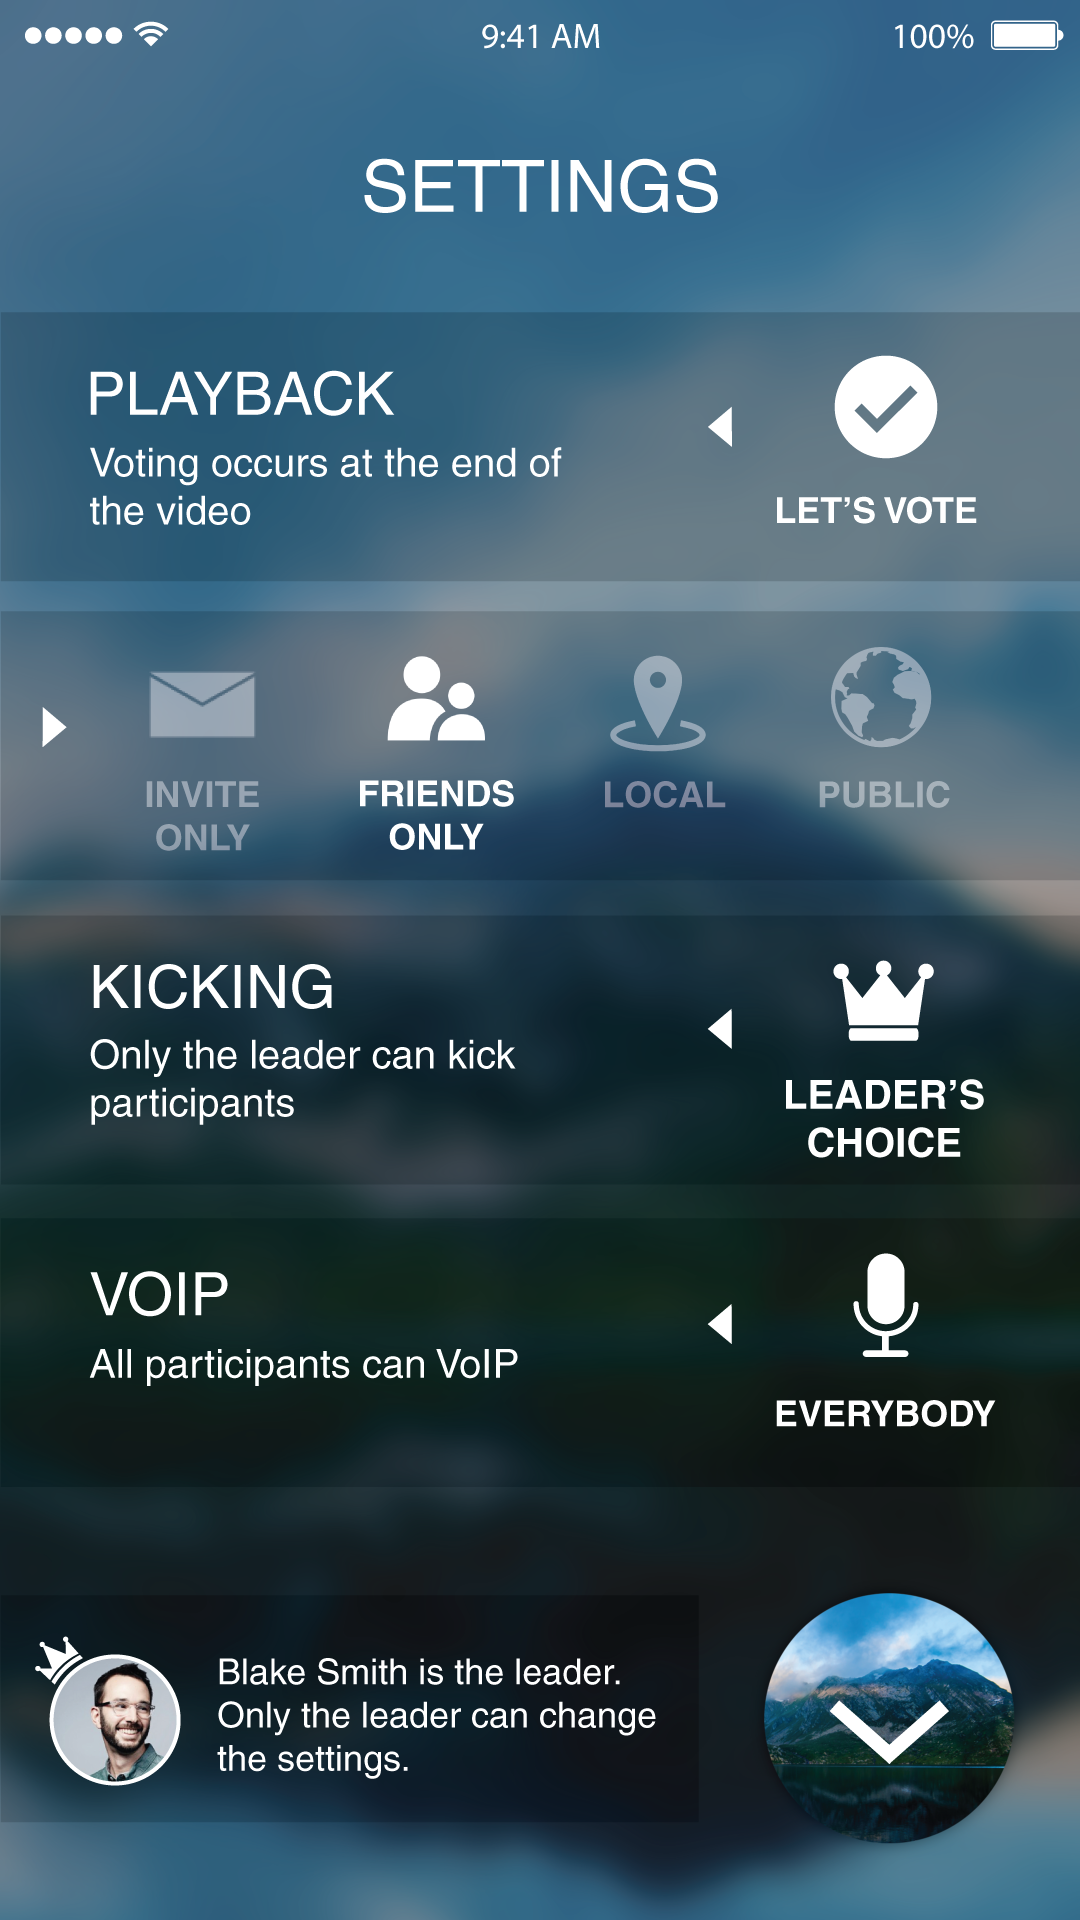 9:41 AM
100%
SETTINGS
PLAYBACK
Voting occurs at the end of
the video
LET’S VOTE
INVITE
ONLY
FRIENDS
ONLY
LOCAL
PUBLIC
KICKING
Only the leader can kick
participants
LEADER’S
CHOICE
VOIP
All participants can VoIP
EVERYBODY
Blake Smith is the leader.
Only the leader can change
the settings.